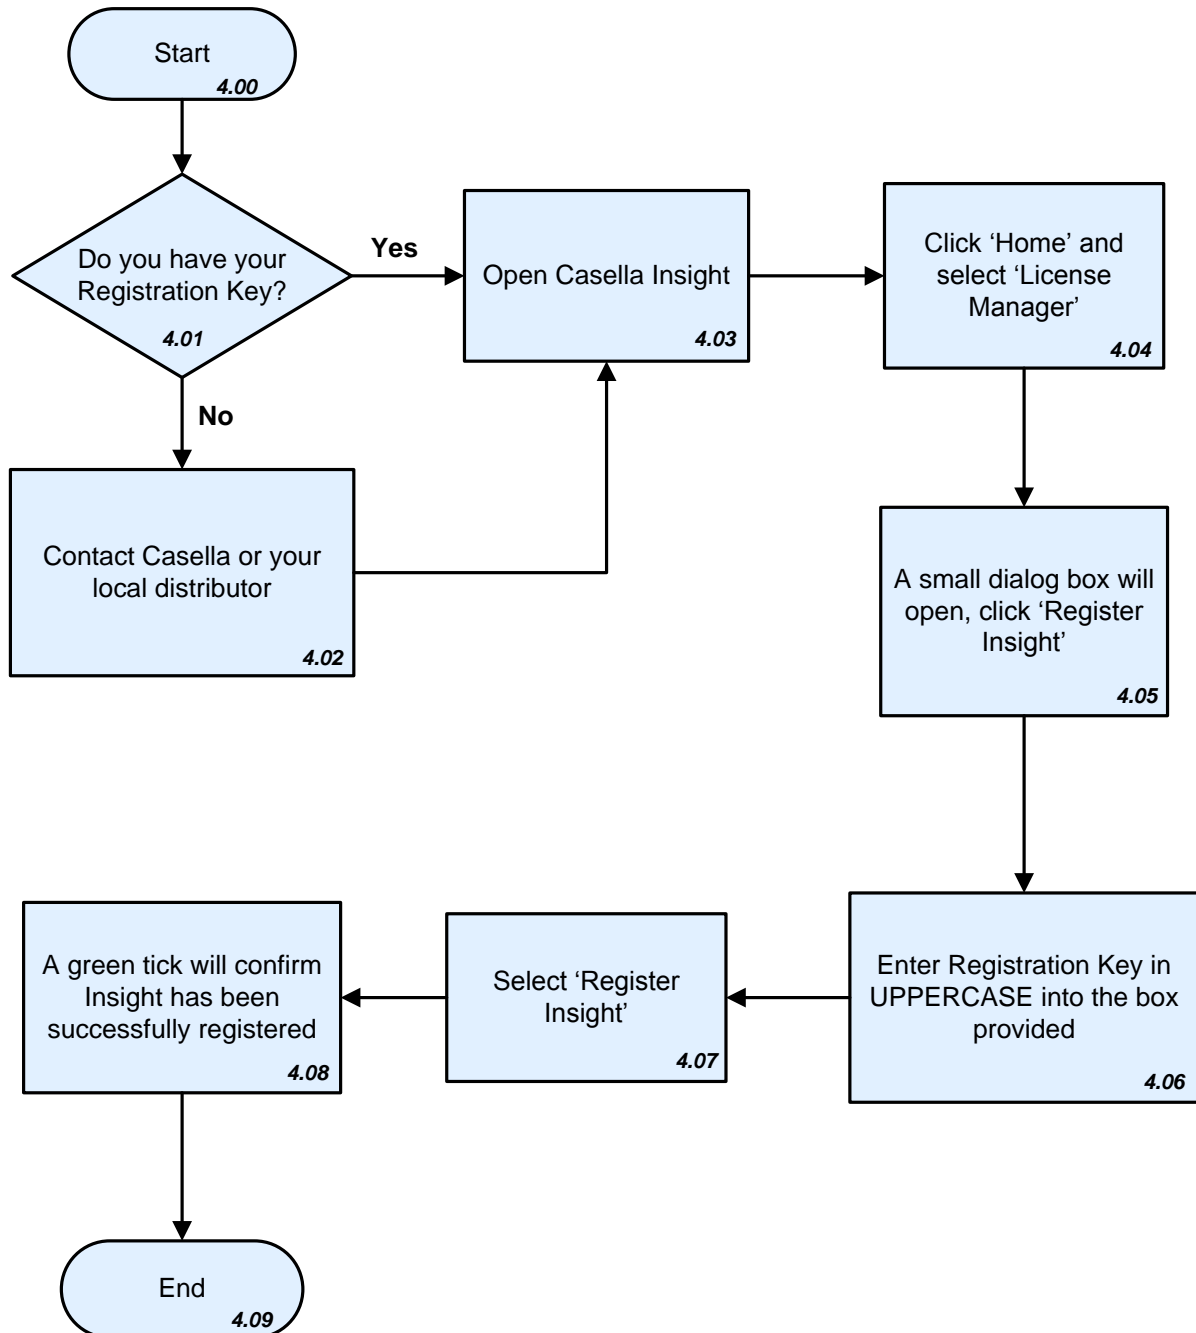 Start
4.00
Do you have your
Registration Key?
4.01
Yes
No
Contact Casella or your
local distributor
4.02
Open Casella Insight
4.03
Click ‘Home’ and
select ‘License
Manager’
4.04
A small dialog box will
open, click ‘Register
Insight’
4.05
Enter Registration Key in
UPPERCASE into the box
provided
4.06
Select ‘Register
Insight’
4.07
A green tick will confirm
Insight has been
successfully registered
4.08
End
4.09